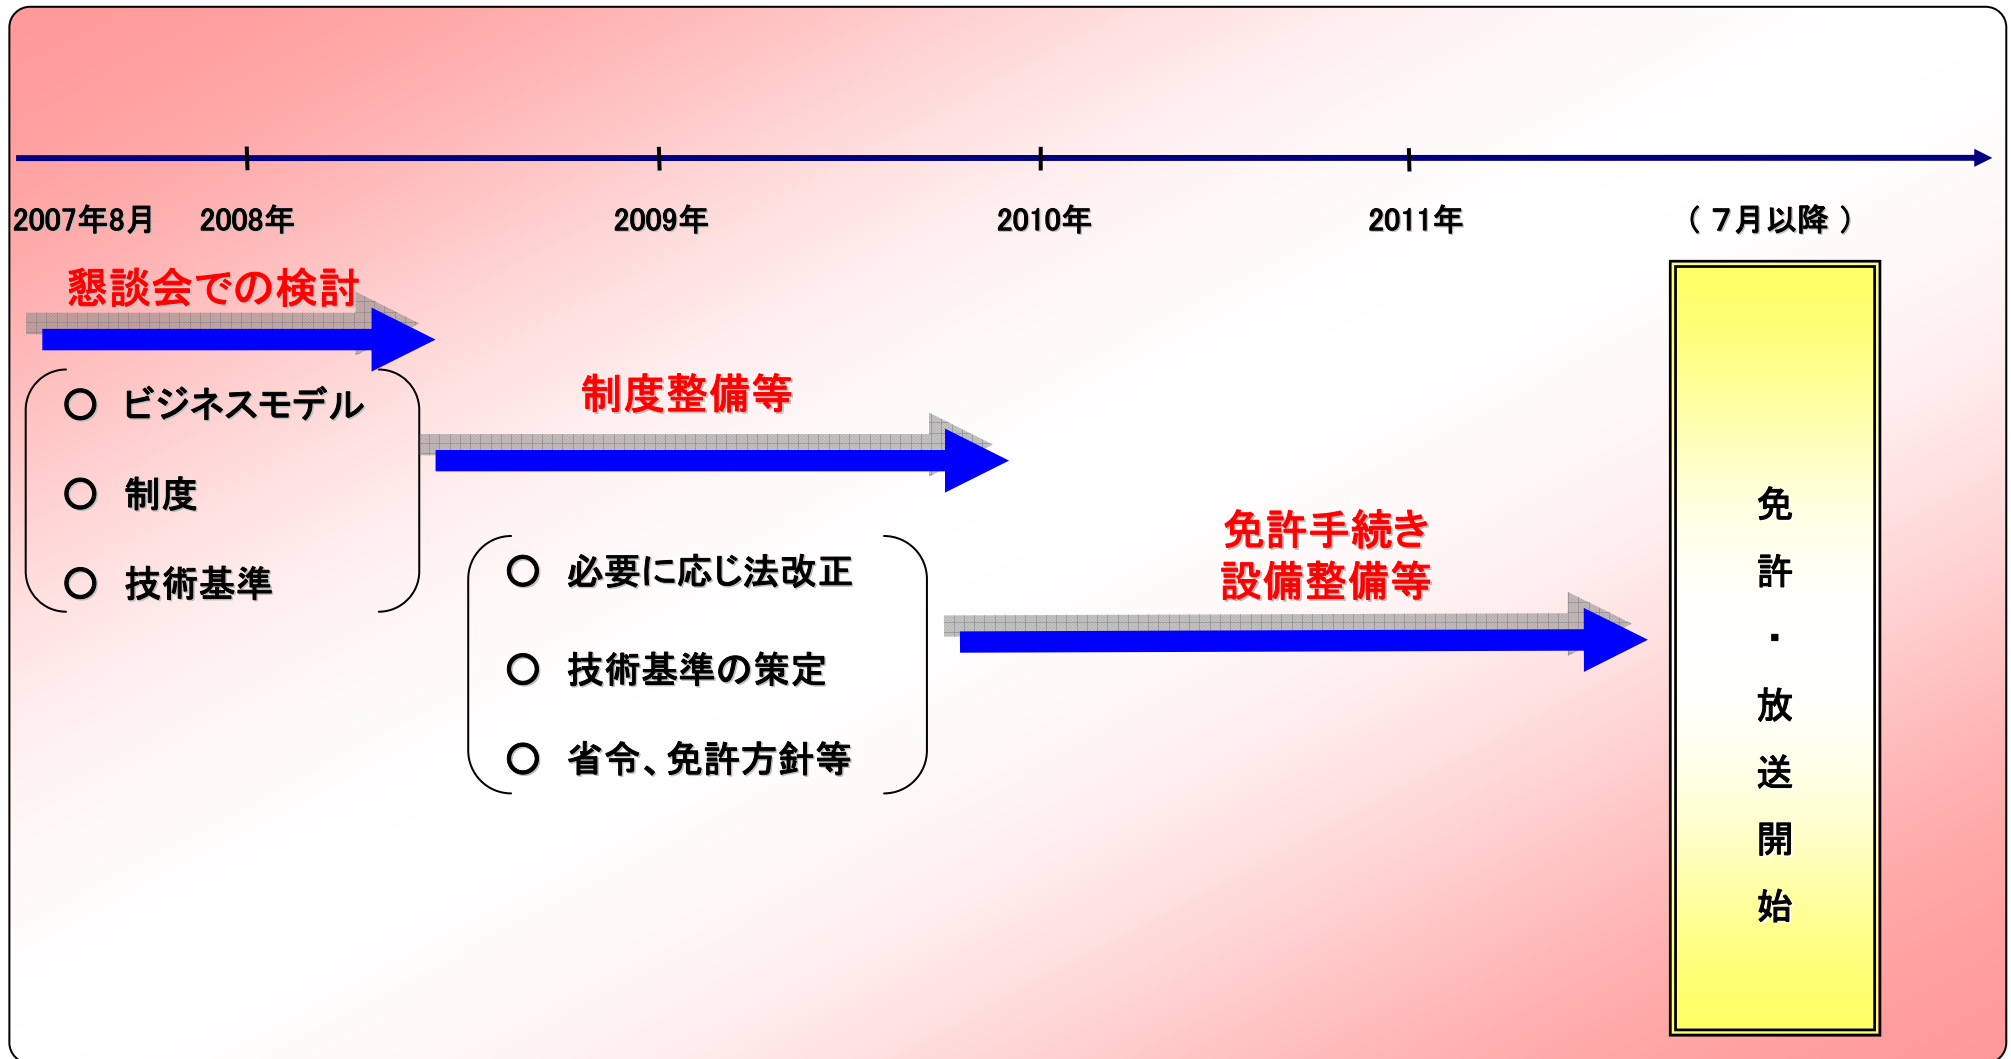 2007年8月 2008年 2009年 2010年 2011年 （ ７月以降 ）
懇談会での検討
○ ビジネスモデル
○ 制度
○ 技術基準
制度整備等
○ 必要に応じ法改正
○ 技術基準の策定
○ 省令、免許方針等
免許手続き
設備整備等
免許・放送開始